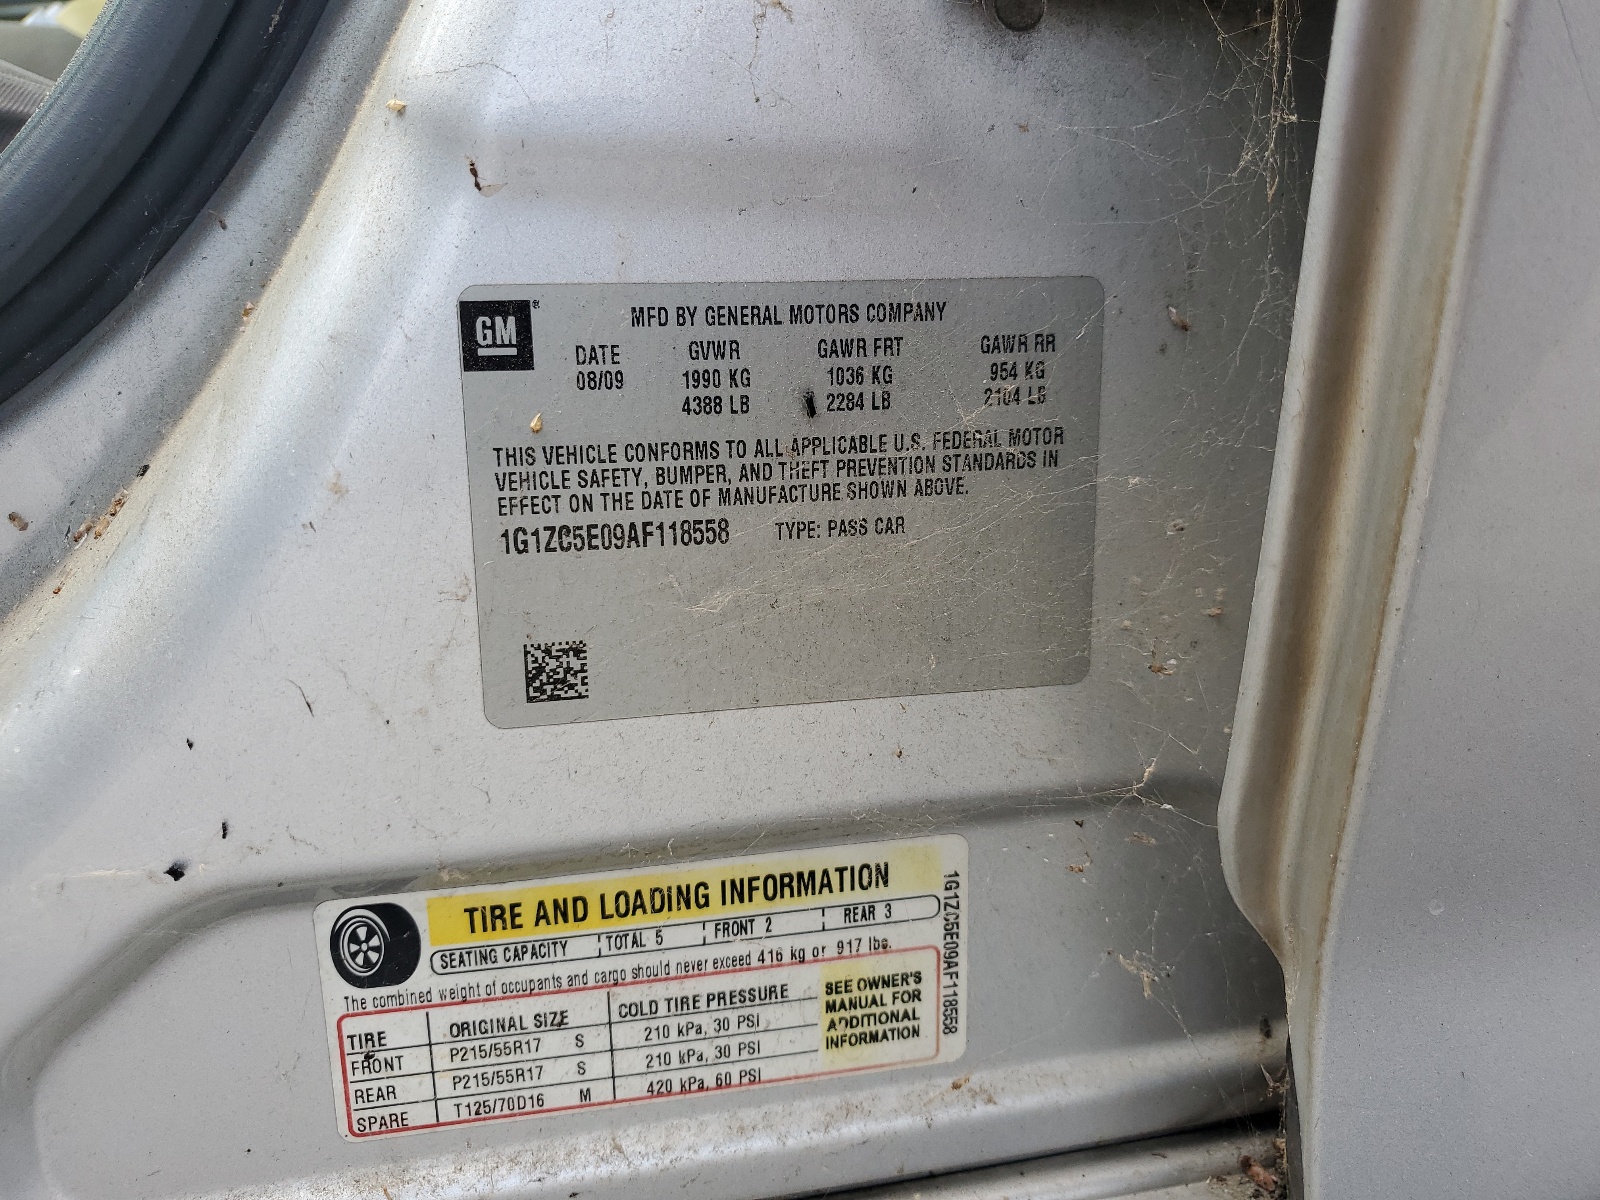 GM ®
MFD BY GENERAL MOTORS COMPANY
DATE GVWR GAWR FRT GAWR RR
08/09 1990 KG 1036 KG 954 KG
4388 LB 2284 LB 2104 LB
THIS VEHICLE CONFORMS TO ALL APPLICABLE U.S. FEDERAL MOTOR
VEHICLE SAFETY, BUMPER, AND THEFT PREVENTION STANDARDS IN
EFFECT ON THE DATE OF MANUFACTURE SHOWN ABOVE.
1G1ZC5E09AF118558 TYPE: PASS CAR
TIRE AND LOADING INFORMATION
SEATING CAPACITY TOTAL 5 FRONT 2 REAR 3
The combined weight of occupants and cargo should never exceed 416 kg or 917 lbs.
TIRE ORIGINAL SIZE COLD TIRE PRESSURE
FRONT P215/55R17 S 210 kPa, 30 PSI
REAR P215/55R17 S 210 kPa, 30 PSI
SPARE T125/70D16 M 420 kPa, 60 PSI
SEE OWNER'S
MANUAL FOR
ADDITIONAL
INFORMATION
1G1ZC5E09AF118558